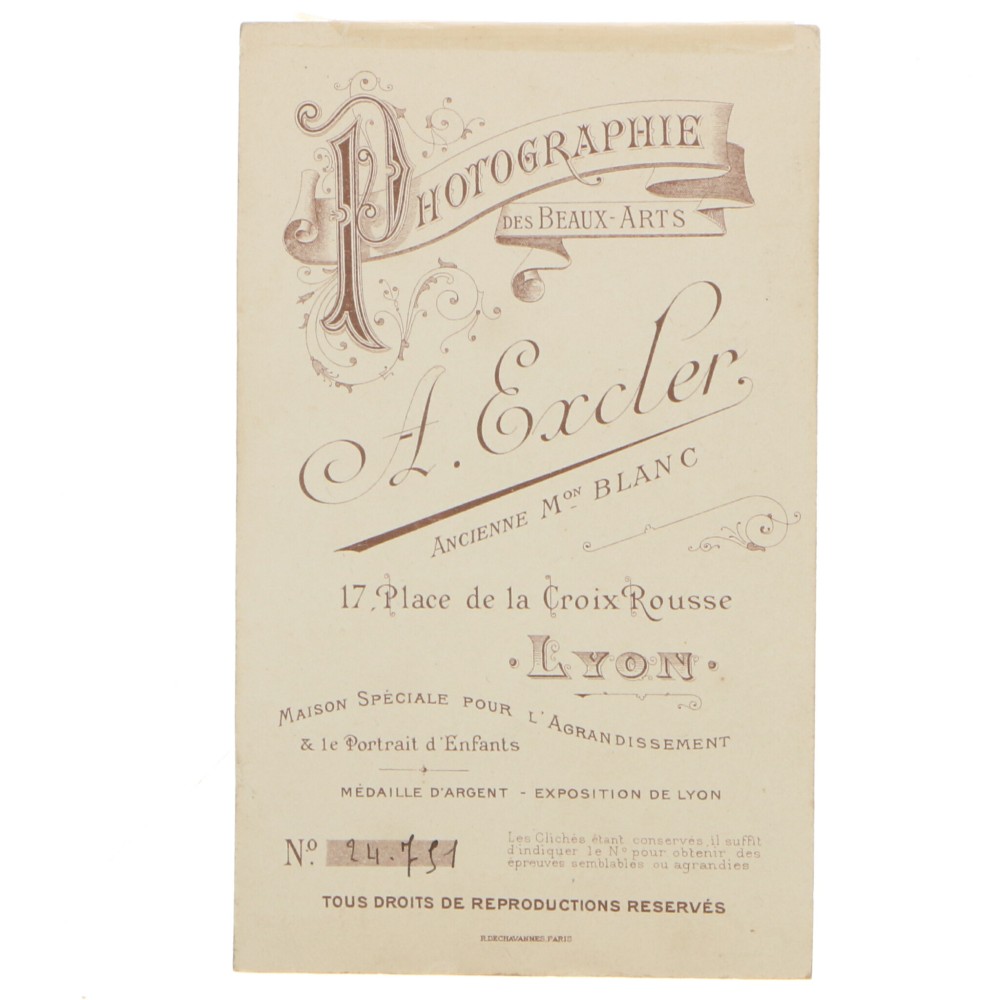 PHOTOGRAPHIE
DES BEAUX-ARTS
A. Excler
ANCIENNE Mᴼᴺ BLANC
17, Place de la Croix Rousse
· LYON ·
MAISON SPÉCIALE POUR L'AGRANDISSEMENT
& le Portrait d'Enfants
MÉDAILLE D'ARGENT - EXPOSITION DE LYON
Nº 24.751
Les Clichés étant conservés, il suffit
d'indiquer le Nº pour obtenir des
épreuves semblables ou agrandies
TOUS DROITS DE REPRODUCTIONS RESERVÉS
R. DECHAVANNES, PARIS